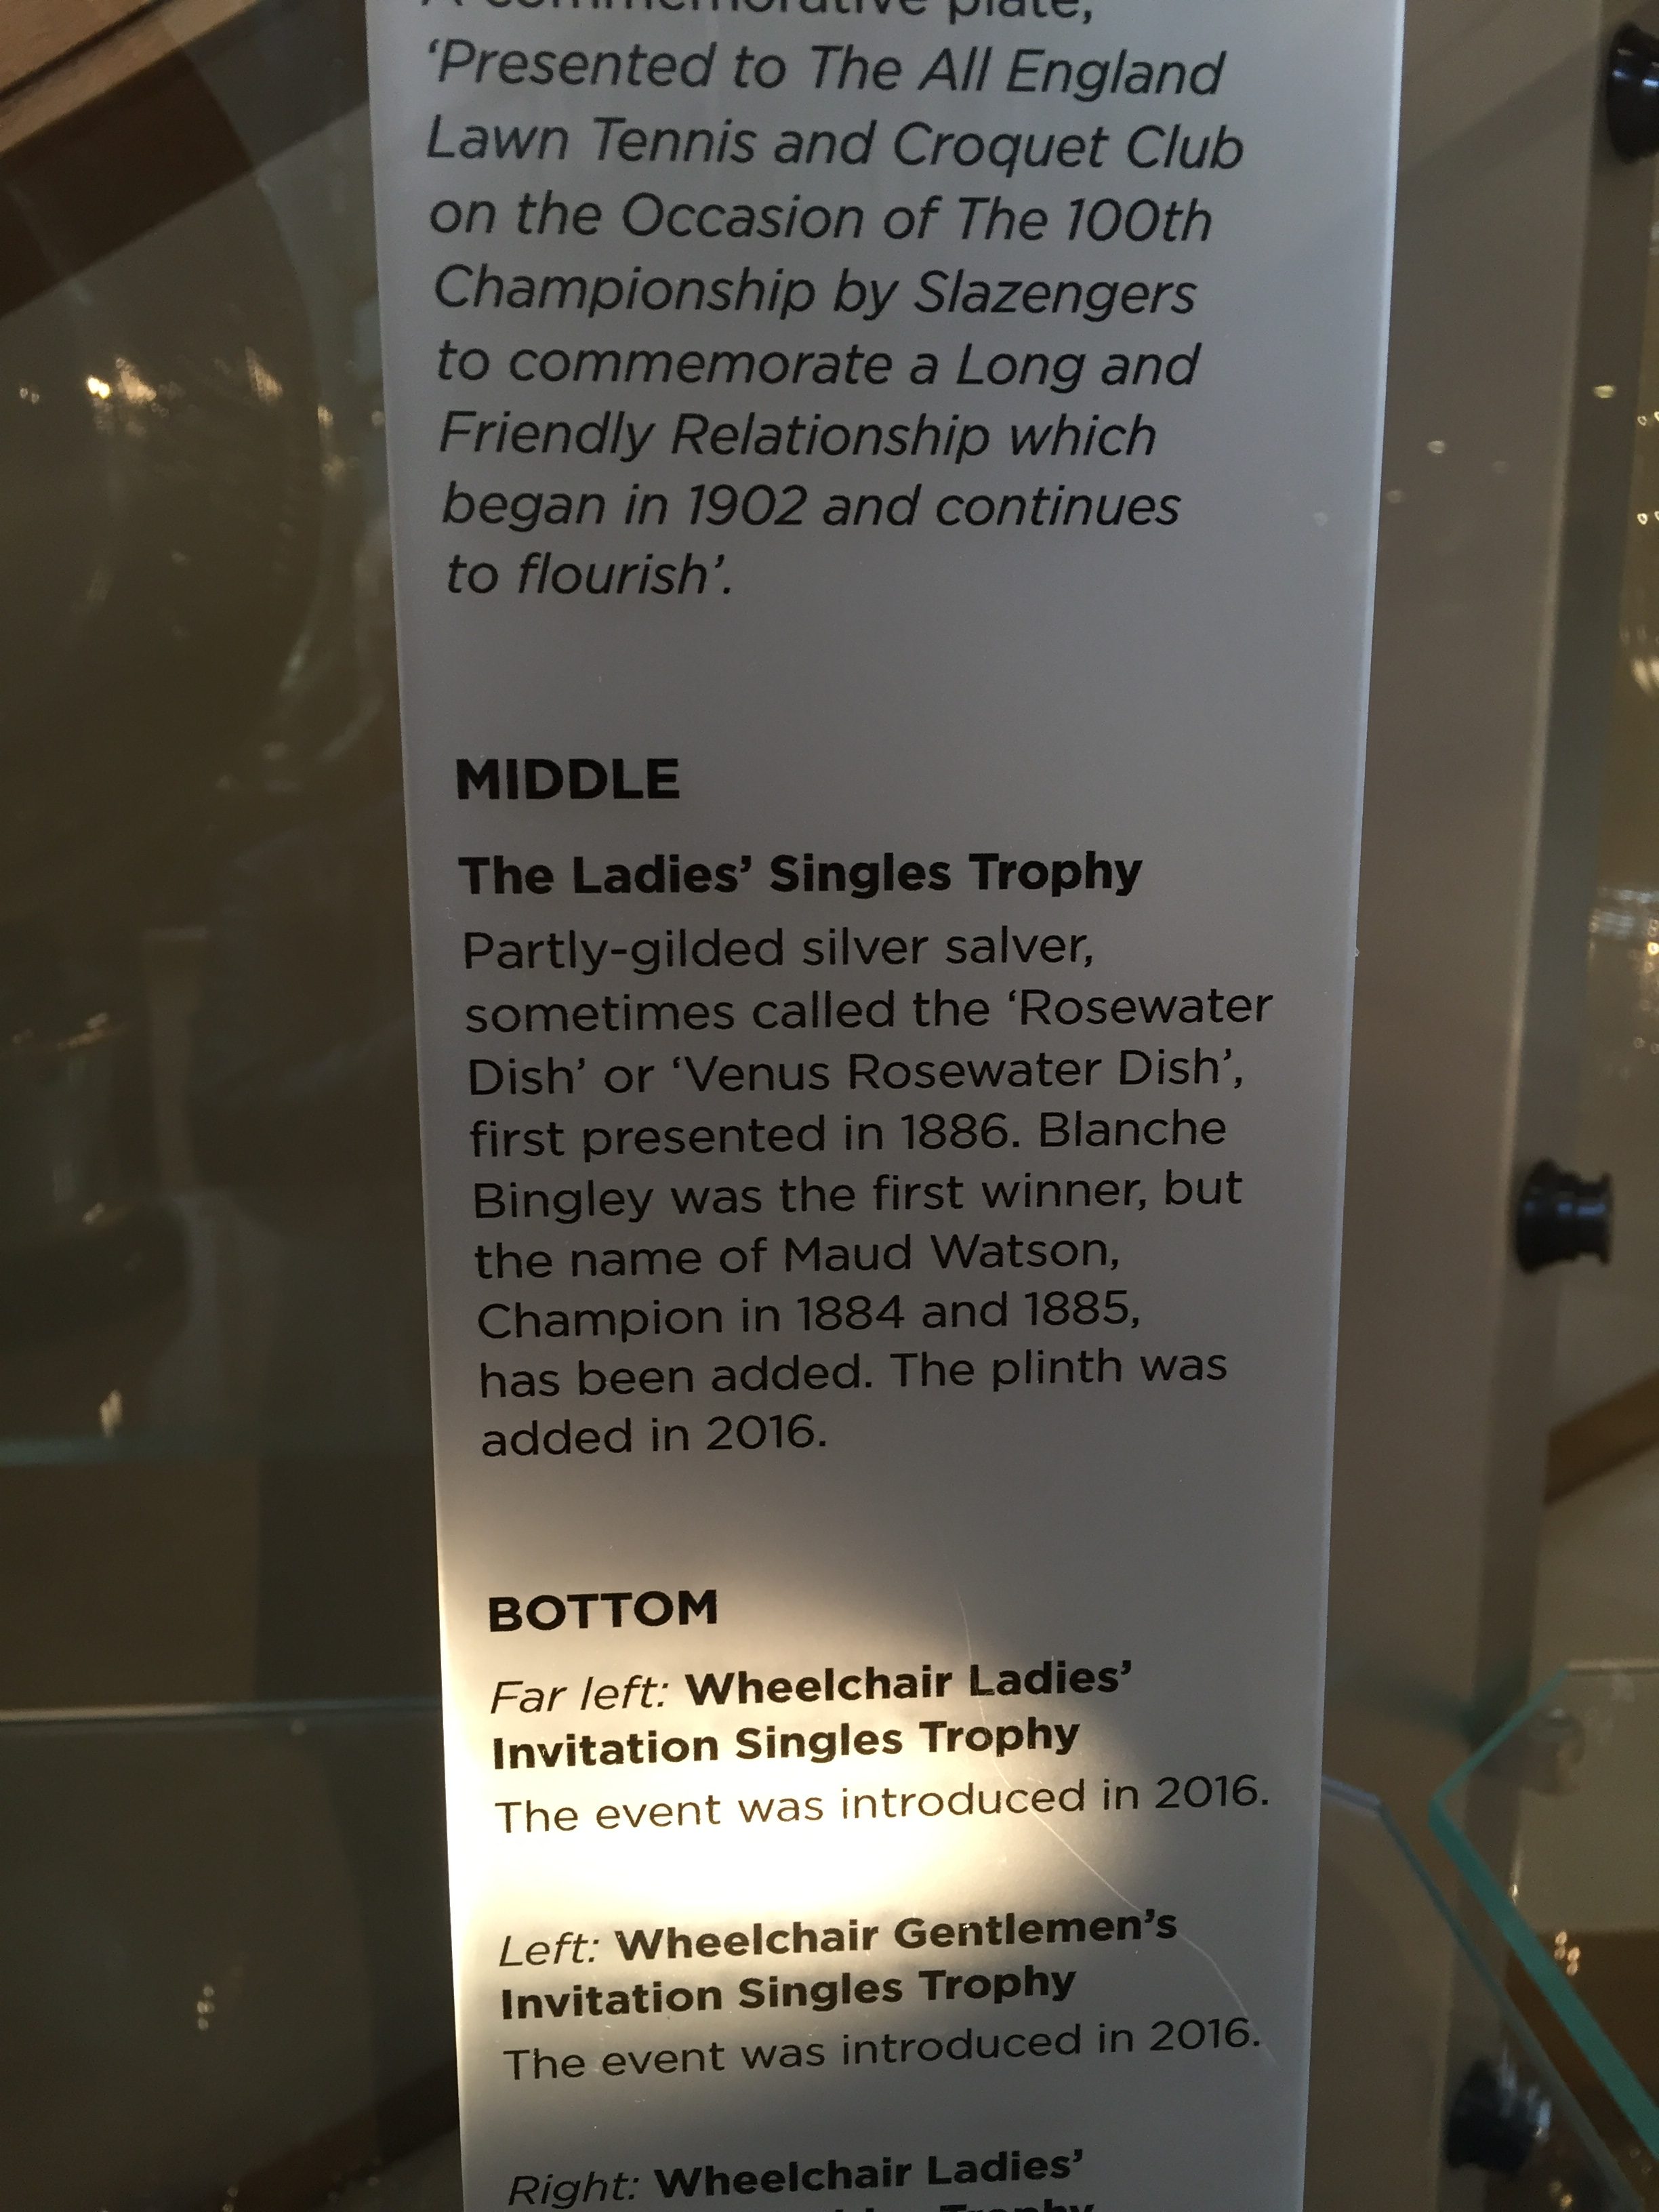 A commemorative plate,
‘Presented to The All England
Lawn Tennis and Croquet Club
on the Occasion of The 100th
Championship by Slazengers
to commemorate a Long and
Friendly Relationship which
began in 1902 and continues
to flourish’.
MIDDLE
The Ladies’ Singles Trophy
Partly-gilded silver salver,
sometimes called the ‘Rosewater
Dish’ or ‘Venus Rosewater Dish’,
first presented in 1886. Blanche
Bingley was the first winner, but
the name of Maud Watson,
Champion in 1884 and 1885,
has been added. The plinth was
added in 2016.
BOTTOM
Far left: Wheelchair Ladies’
Invitation Singles Trophy
The event was introduced in 2016.
Left: Wheelchair Gentlemen’s
Invitation Singles Trophy
The event was introduced in 2016.
Right: Wheelchair Ladies’
Trophy